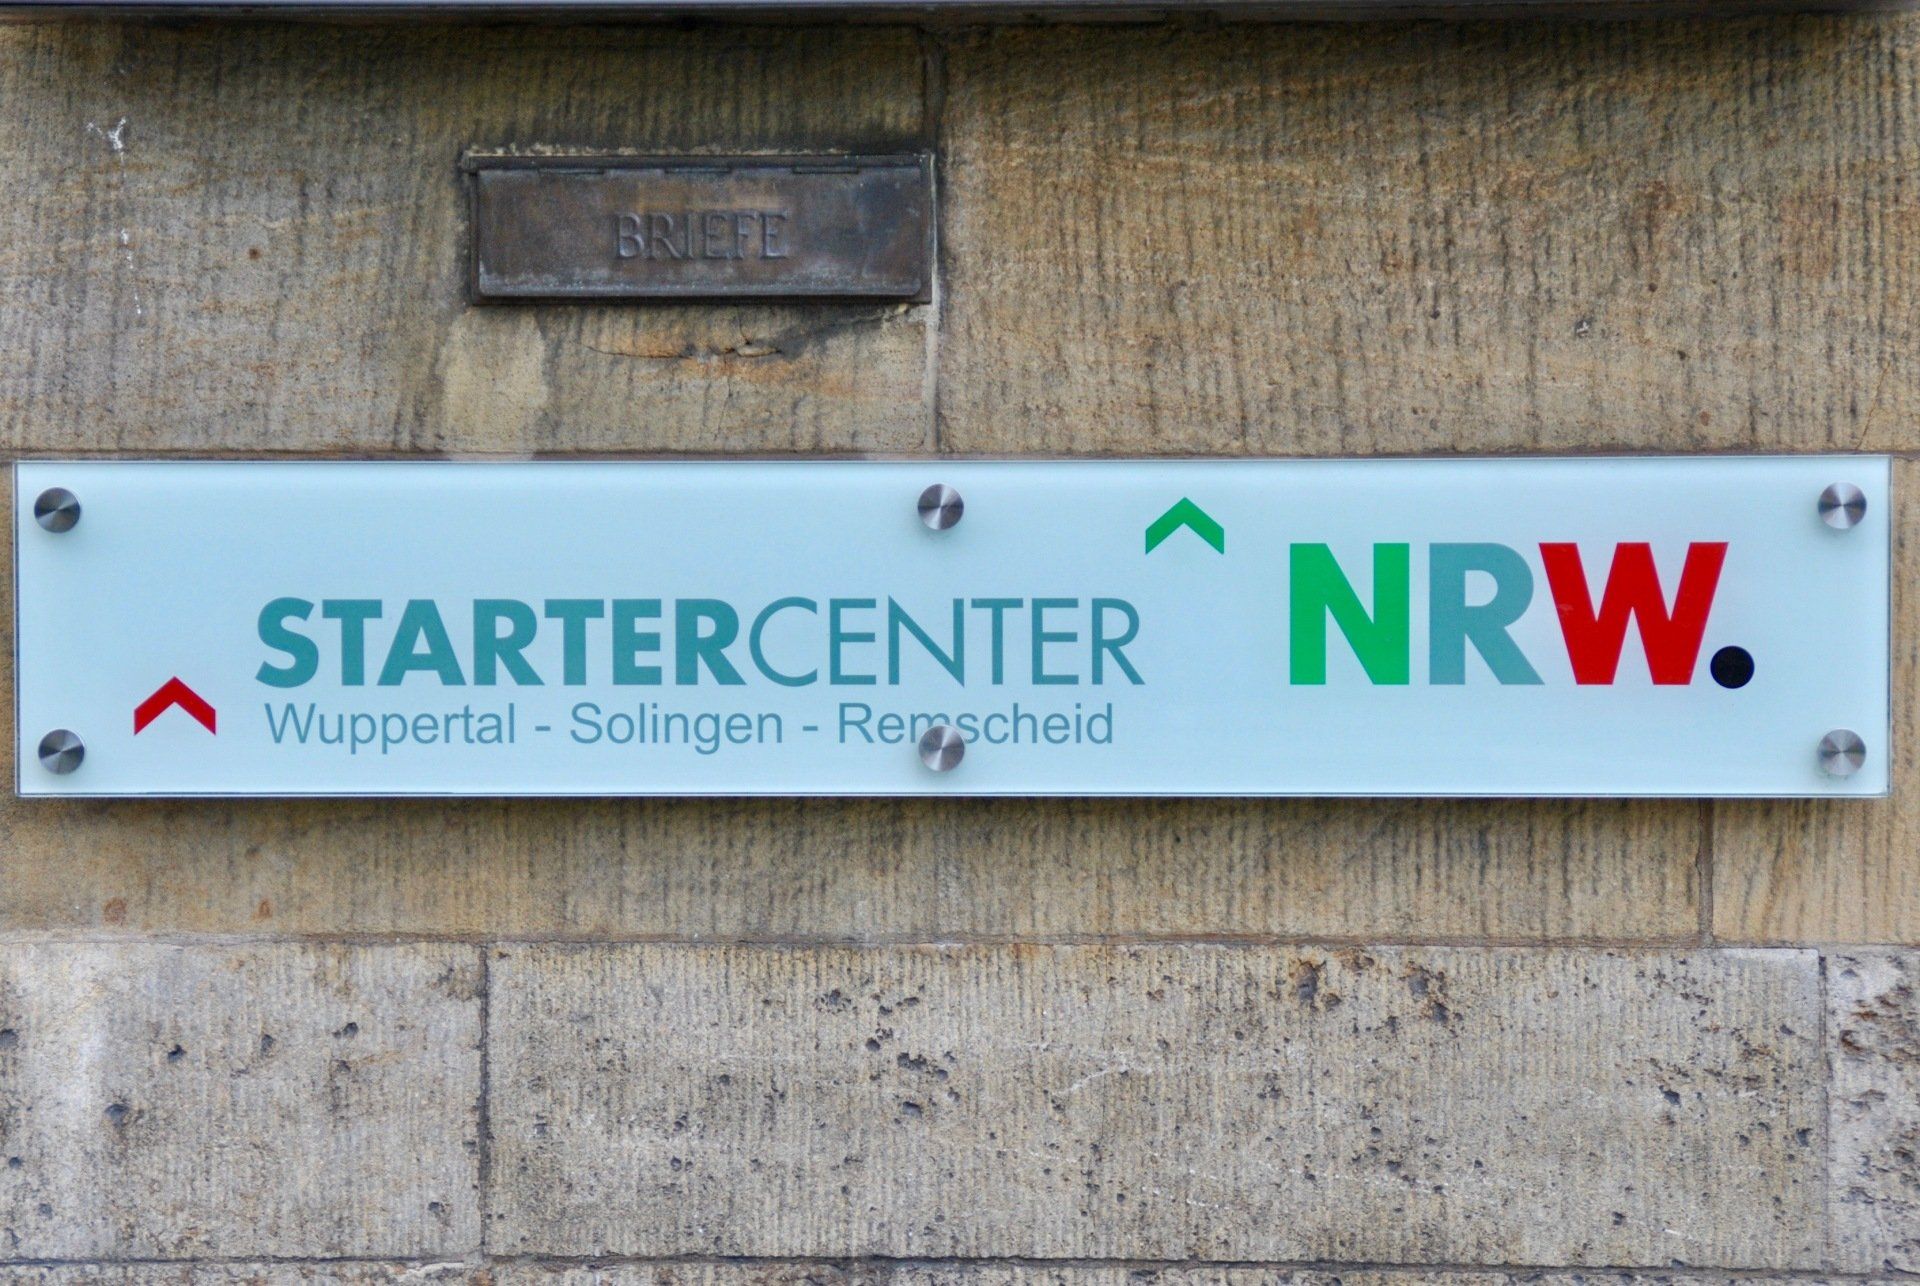 BRIEFE
STARTERCENTER NRW.
Wuppertal - Solingen - Remscheid